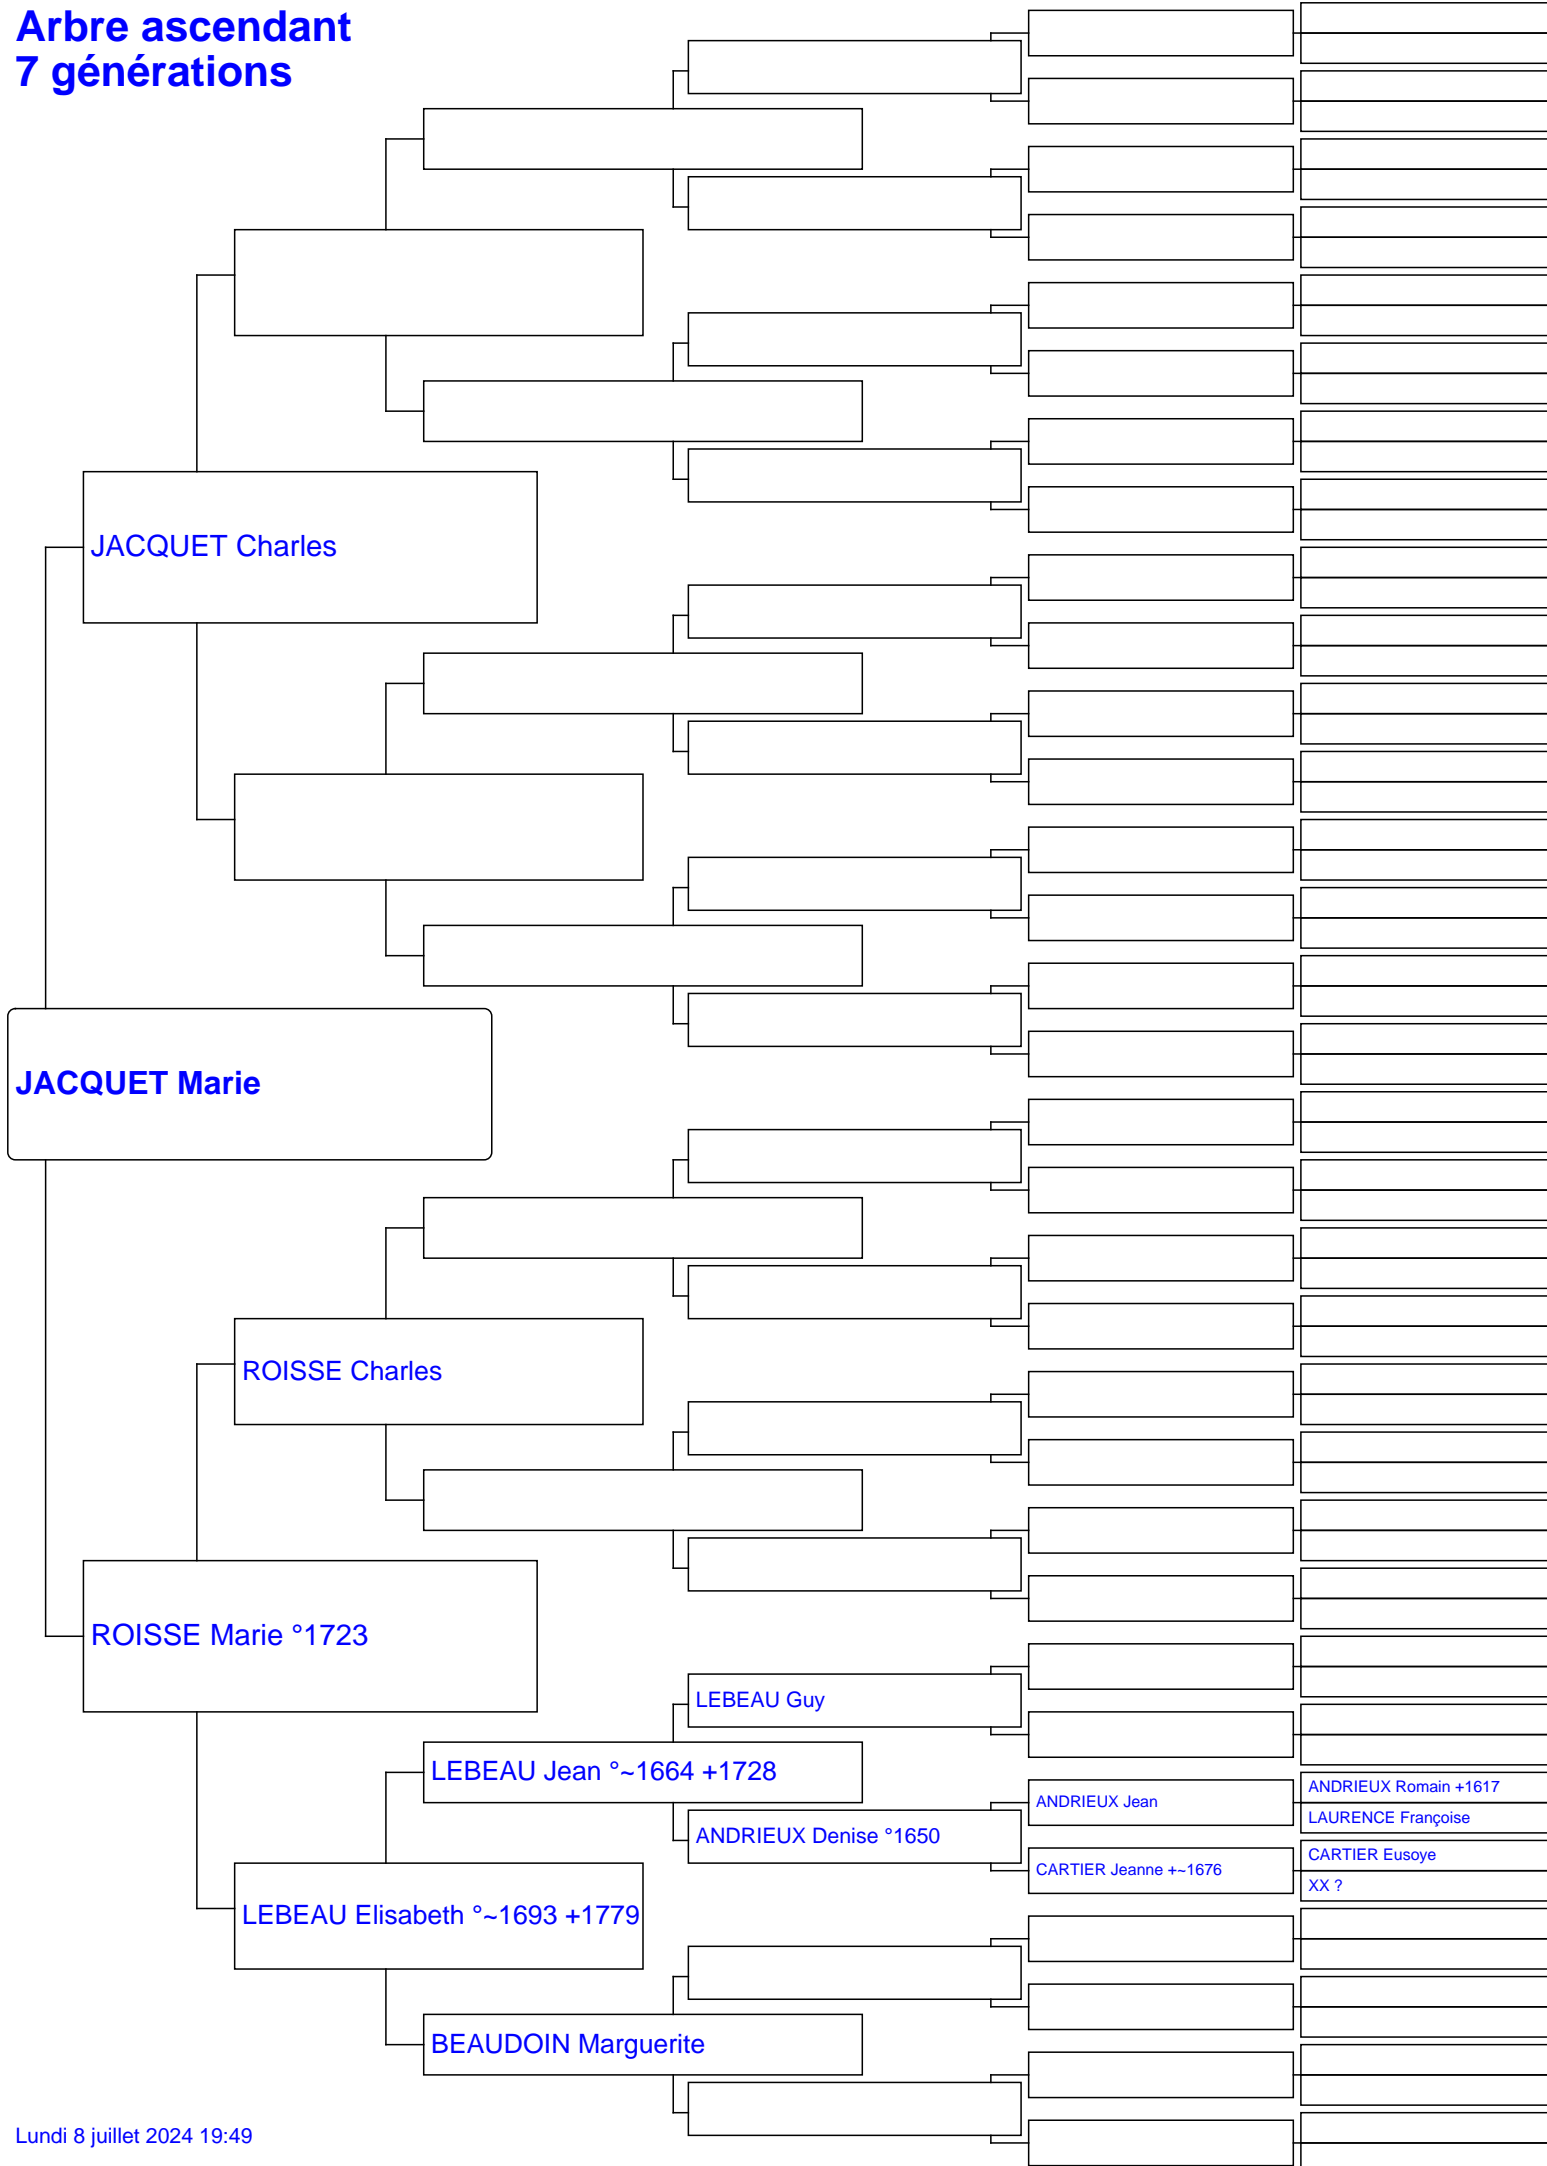 Arbre ascendant
7 générations
JACQUET Charles
JACQUET Marie
ROISSE Charles
ROISSE Marie °1723
LEBEAU Guy
LEBEAU Jean °~1664 +1728
ANDRIEUX Romain +1617
ANDRIEUX Jean
LAURENCE Françoise
ANDRIEUX Denise °1650
CARTIER Eusoye
CARTIER Jeanne +~1676
XX ?
LEBEAU Elisabeth °~1693 +1779
BEAUDOIN Marguerite
Lundi 8 juillet 2024 19:49